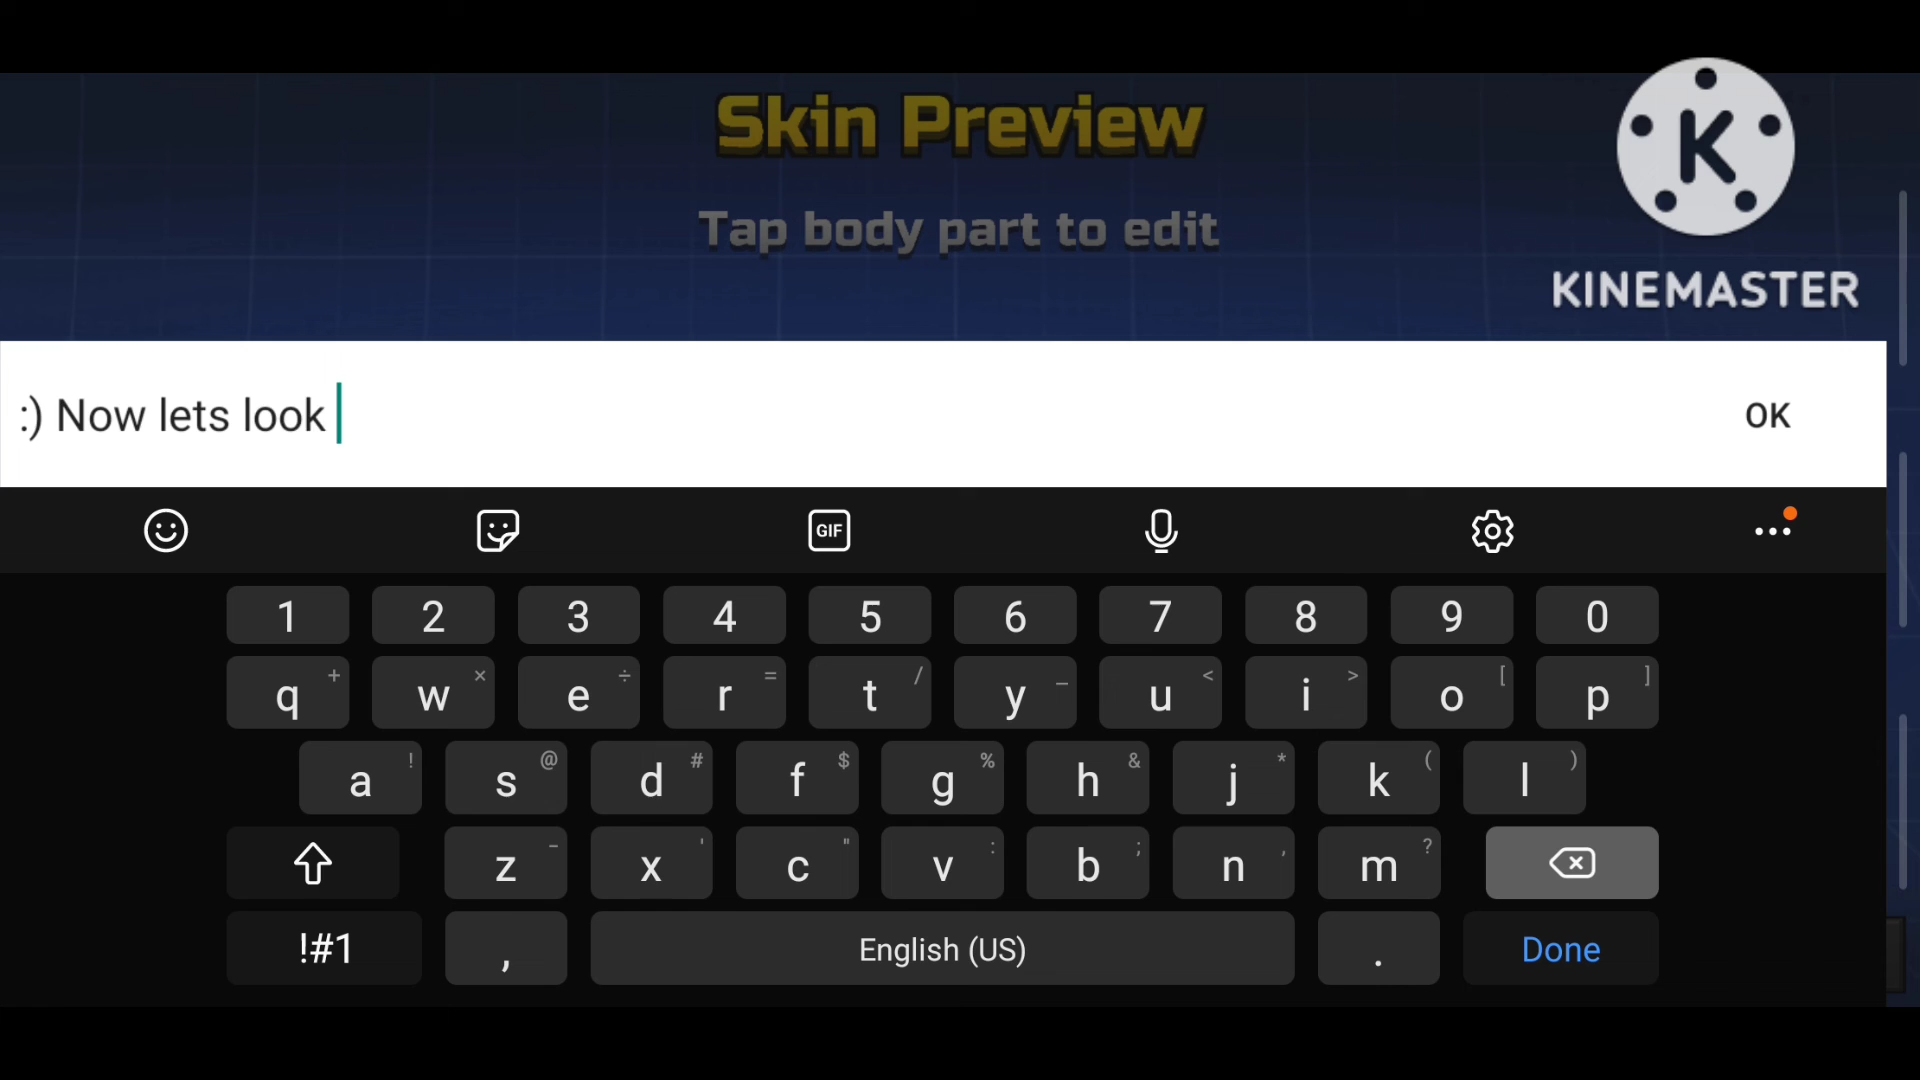 Skin Preview
Tap body part to edit
K
KINEMASTER
:) Now lets look
OK
GIF
1 2 3 4 5 6 7 8 9 0
q + w × e ÷ r = t / y _ u < i > o [ p ]
a ! s @ d # f $ g % h & j * k ( l )
z - x ' c " v : b ; n , m ?
!#1 , English (US) . Done